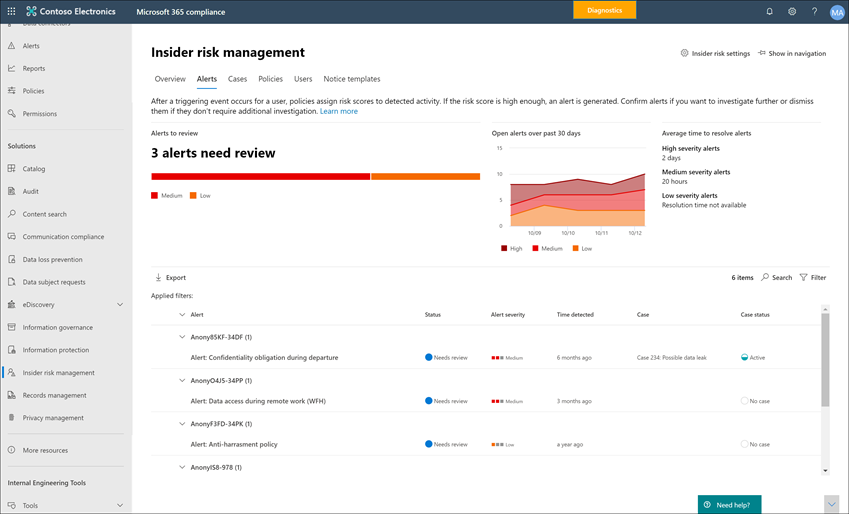 Contoso Electronics
Microsoft 365 compliance
Diagnostics
?
MA
Data connectors
Alerts
Reports
Policies
Permissions
Solutions
Catalog
Audit
Content search
Communication compliance
Data loss prevention
Data subject requests
eDiscovery
Information governance
Information protection
Insider risk management
Records management
Privacy management
More resources
Internal Engineering Tools
Tools
Insider risk management
Insider risk settings
Show in navigation
Overview
Alerts
Cases
Policies
Users
Notice templates
After a triggering event occurs for a user, policies assign risk scores to detected activity. If the risk score is high enough, an alert is generated. Confirm alerts if you want to investigate further or dismiss
them if they don't require additional investigation. Learn more
Alerts to review
3 alerts need review
Medium
Low
Open alerts over past 30 days
15
10
5
0
10/09
10/10
10/11
10/12
High
Medium
Low
Average time to resolve alerts
High severity alerts
2 days
Medium severity alerts
20 hours
Low severity alerts
Resolution time not available
Export
6 items
Search
Filter
Applied filters:
Alert Status Alert severity Time detected Case Case status
Anony85KF-34DF (1)
Alert: Confidentiality obligation during departure Needs review Medium 6 months ago Case 234: Possible data leak Active
AnonyO4J5-34PP (1)
Alert: Data access during remote work (WFH) Needs review Medium 3 months ago No case
AnonyF3FD-34PK (1)
Alert: Anti-harrasment policy Needs review Low a year ago No case
AnonyIS8-978 (1)
Need help?